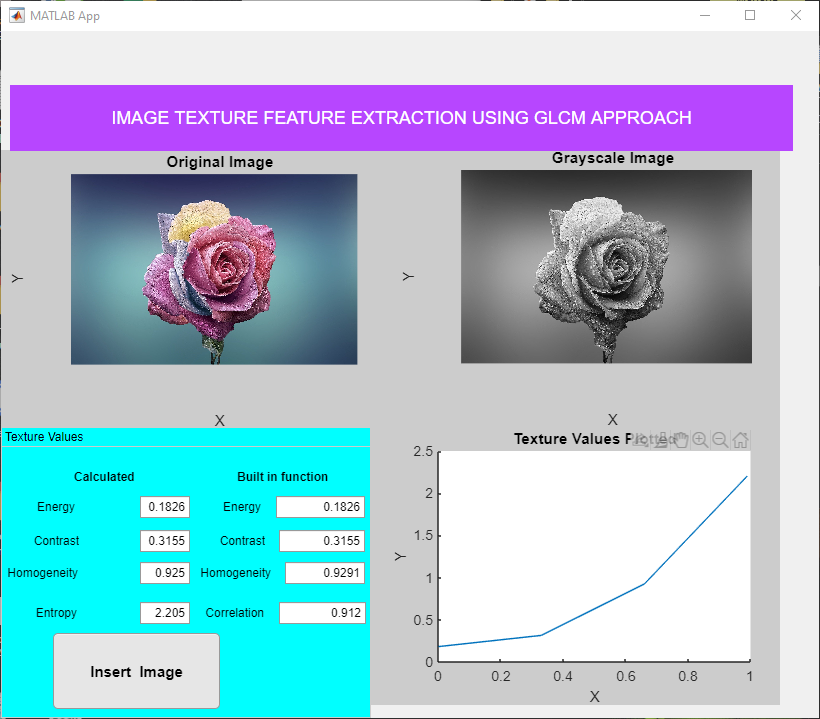 MATLAB App
IMAGE TEXTURE FEATURE EXTRACTION USING GLCM APPROACH
Original Image
Y
X
Grayscale Image
Y
X
Texture Values
Calculated
Built in function
Energy 0.1826
Energy 0.1826
Contrast 0.3155
Contrast 0.3155
Homogeneity 0.925
Homogeneity 0.9291
Entropy 2.205
Correlation 0.912
Insert Image
Texture Values Plotted
2.5
2
1.5
1
0.5
0
Y
0 0.2 0.4 0.6 0.8 1
X